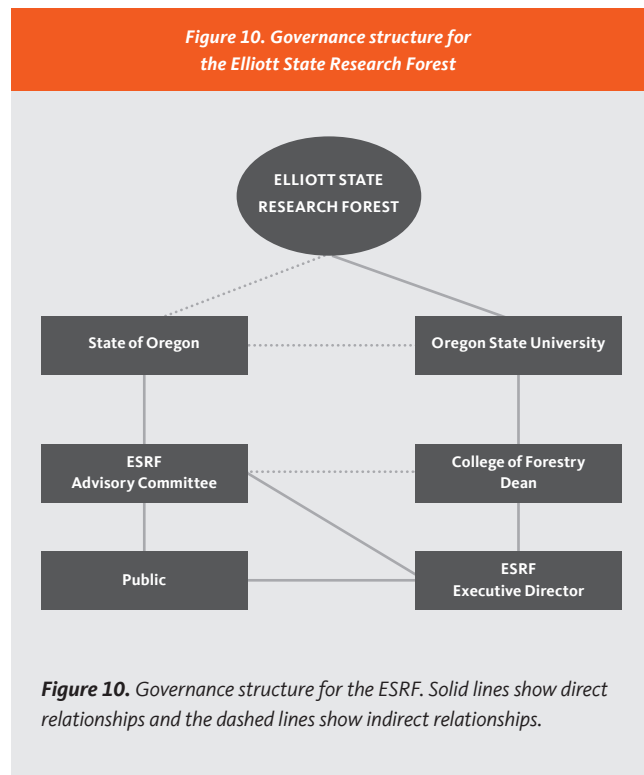 Figure 10. Governance structure for
the Elliott State Research Forest
ELLIOTT STATE
RESEARCH FOREST
State of Oregon
Oregon State University
ESRF
Advisory Committee
College of Forestry
Dean
Public
ESRF
Executive Director
Figure 10. Governance structure for the ESRF. Solid lines show direct
relationships and the dashed lines show indirect relationships.